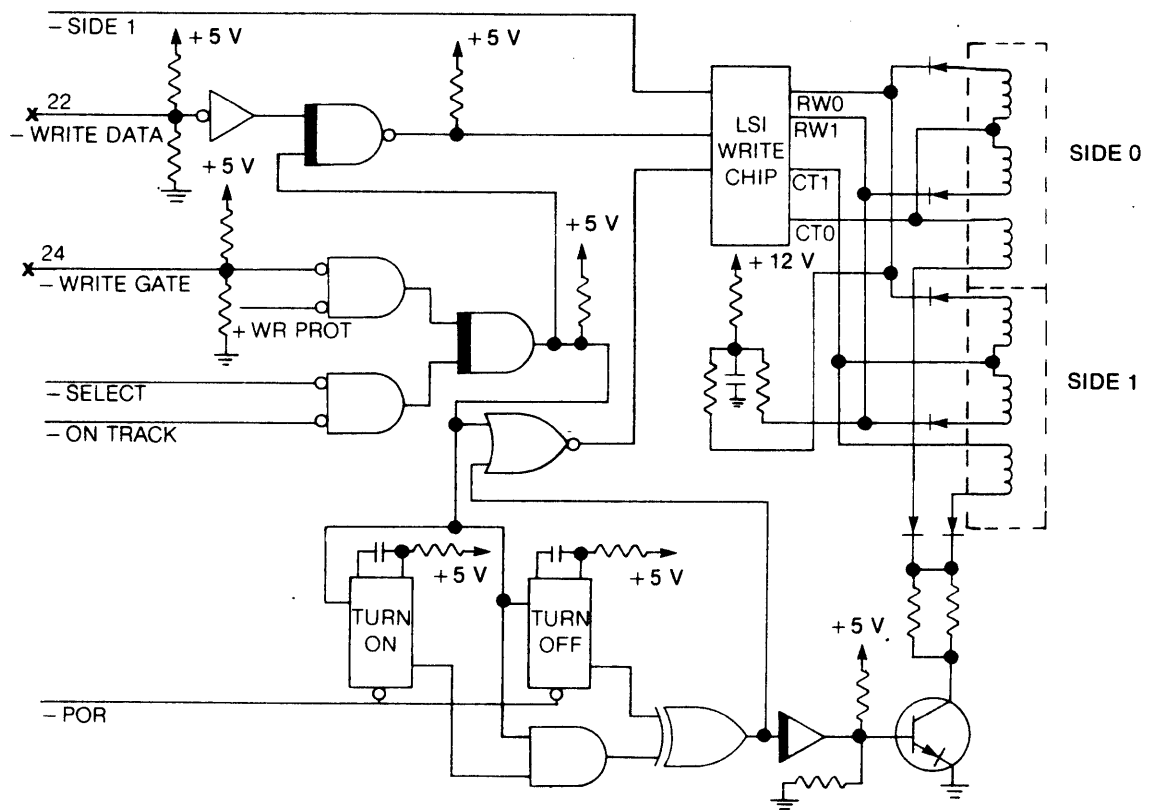 – SIDE 1
+ 5 V
+ 5 V
22
– WRITE DATA
+ 5 V
LSI
WRITE
CHIP
RW0
RW1
CT1
CT0
SIDE 0
24
– WRITE GATE
+ WR PROT
+ 5 V
+ 12 V
– SELECT
– ON TRACK
SIDE 1
+ 5 V
+ 5 V
TURN
ON
TURN
OFF
+ 5 V
– POR